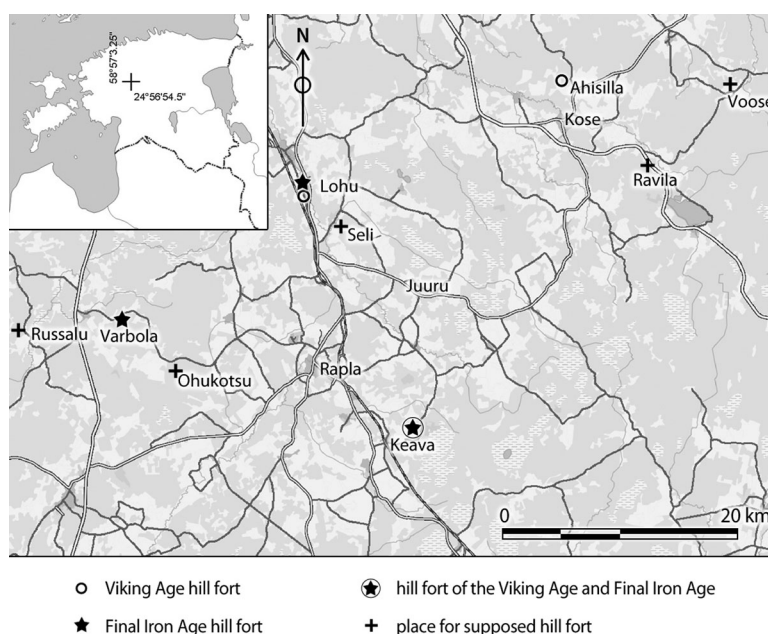 58°57'3.25"
24°56'54.5"
N
Ahisilla
Voose
Kose
Ravila
Lohu
Seli
Juuru
Russalu
Varbola
Ohukotsu
Rapla
Keava
0 20 km
Viking Age hill fort
hill fort of the Viking Age and Final Iron Age
Final Iron Age hill fort
place for supposed hill fort